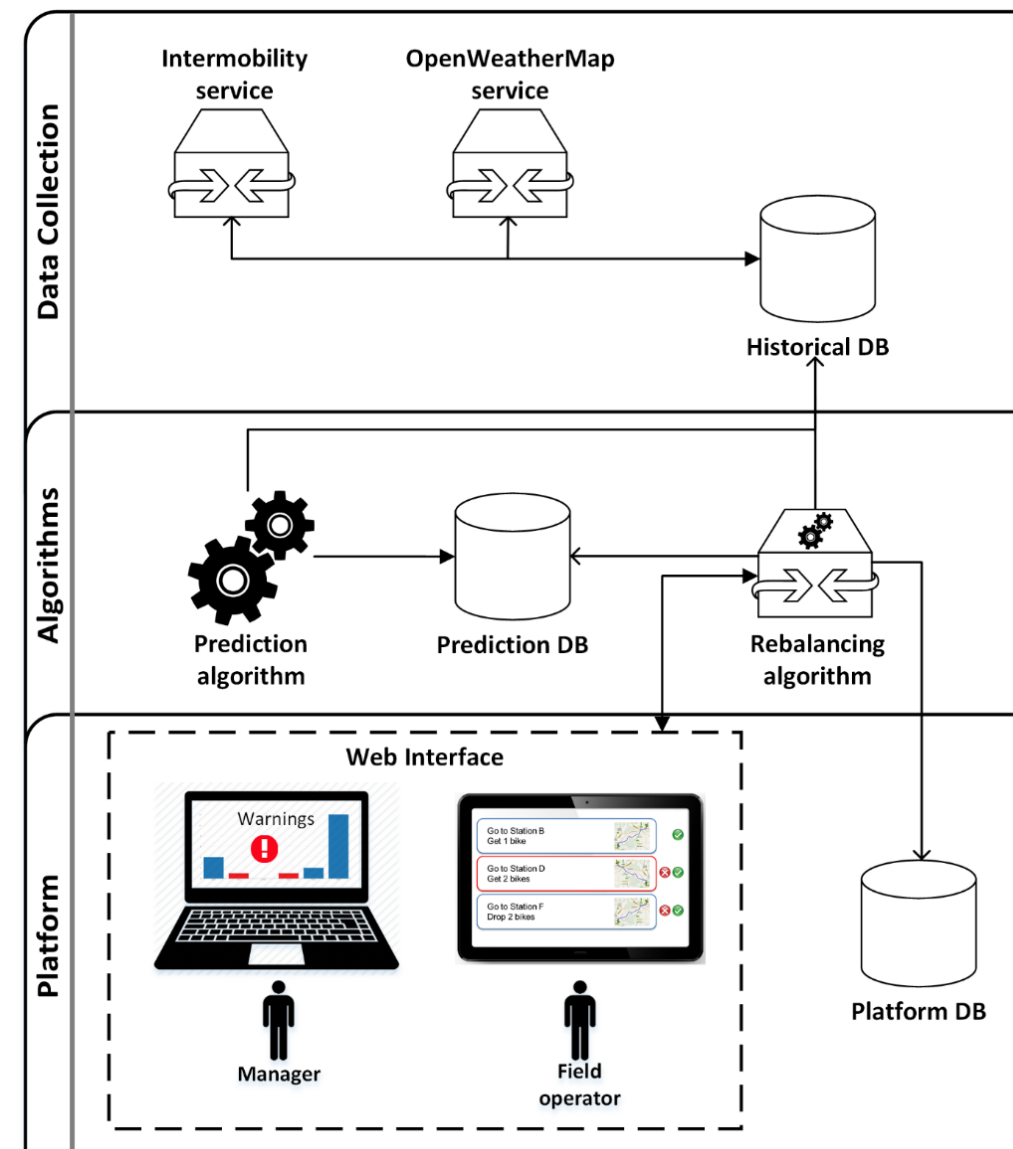 Data Collection
Intermobility
service
OpenWeatherMap
service
Historical DB
Algorithms
Prediction
algorithm
Prediction DB
Rebalancing
algorithm
Platform
Web Interface
Warnings
Go to Station B
Get 1 bike
Go to Station D
Get 2 bikes
Go to Station F
Drop 2 bikes
Manager
Field
operator
Platform DB